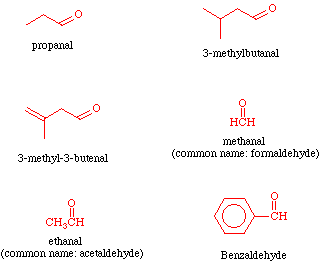 O
O
propanal
3-methylbutanal
O
O
HCH
methanal
3-methyl-3-butenal
(common name: formaldehyde)
O
O
CH₃CH
CH
ethanal
(common name: acetaldehyde)
Benzaldehyde